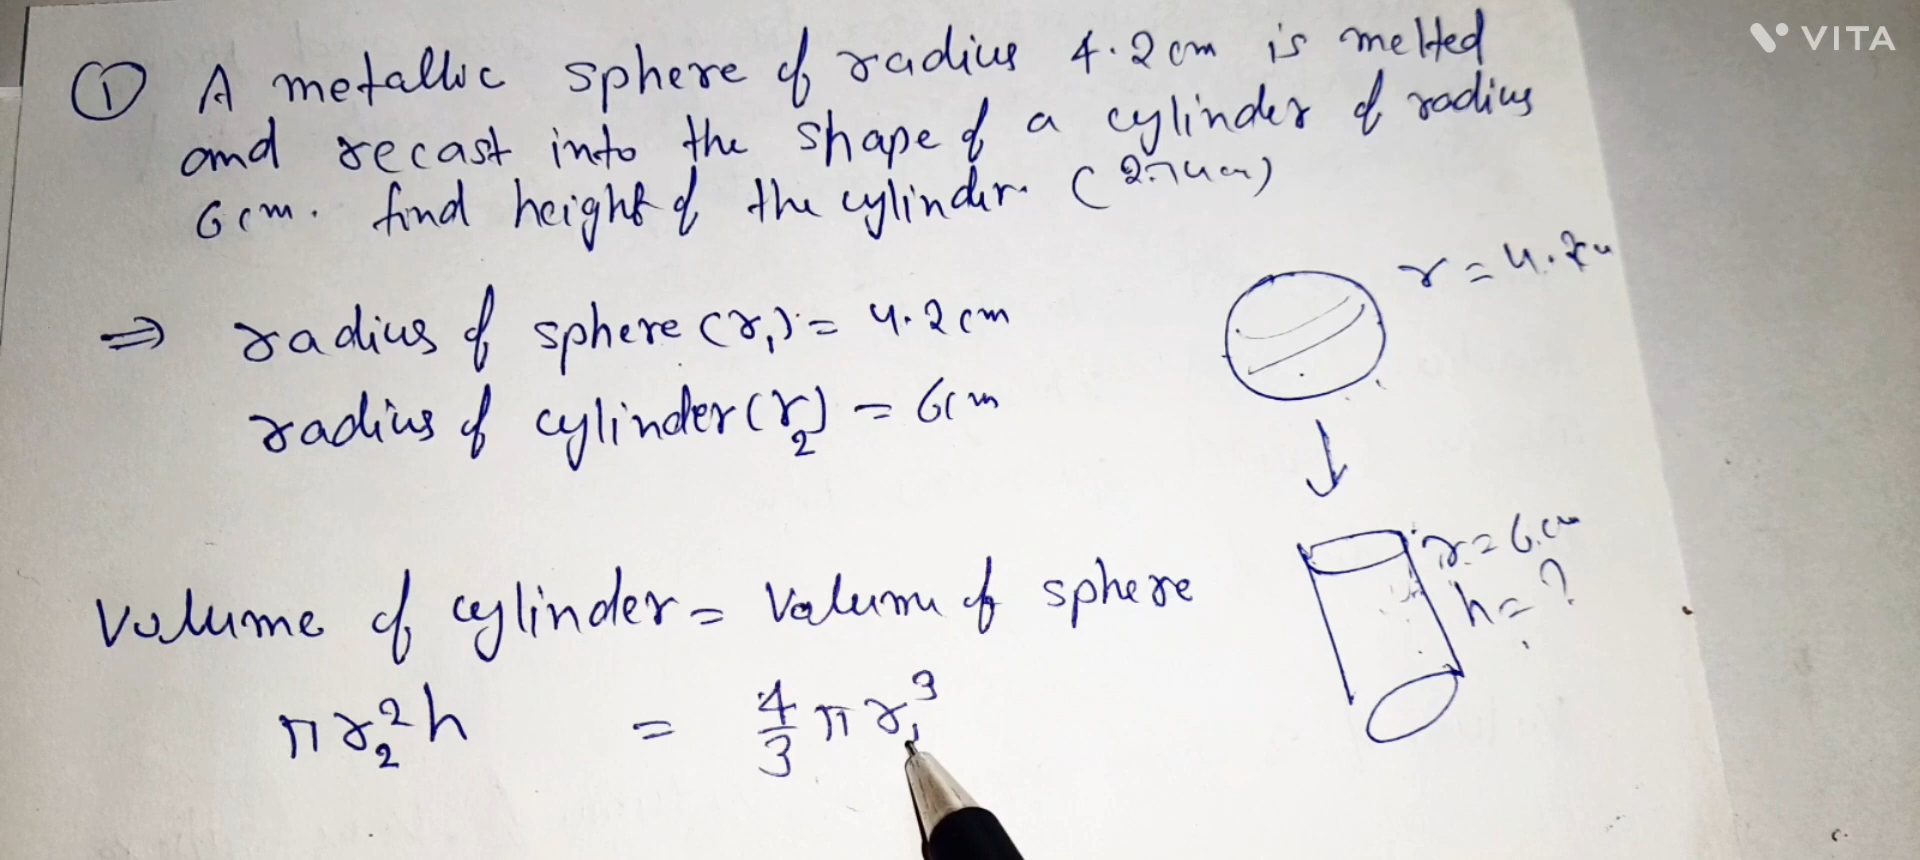 VITA
① A metallic sphere of radius 4.2 cm is melted
and recast into the shape of a cylinder of radius
6 cm. find height of the cylinder. (2.74cm)
r = 4.2cm
⇒ radius of sphere (r₁) = 4.2 cm
radius of cylinder (r₂) = 6cm
r = 6cm
h = ?
Volume of cylinder = Volume of sphere
πr₂²h = 4/3 πr₁³